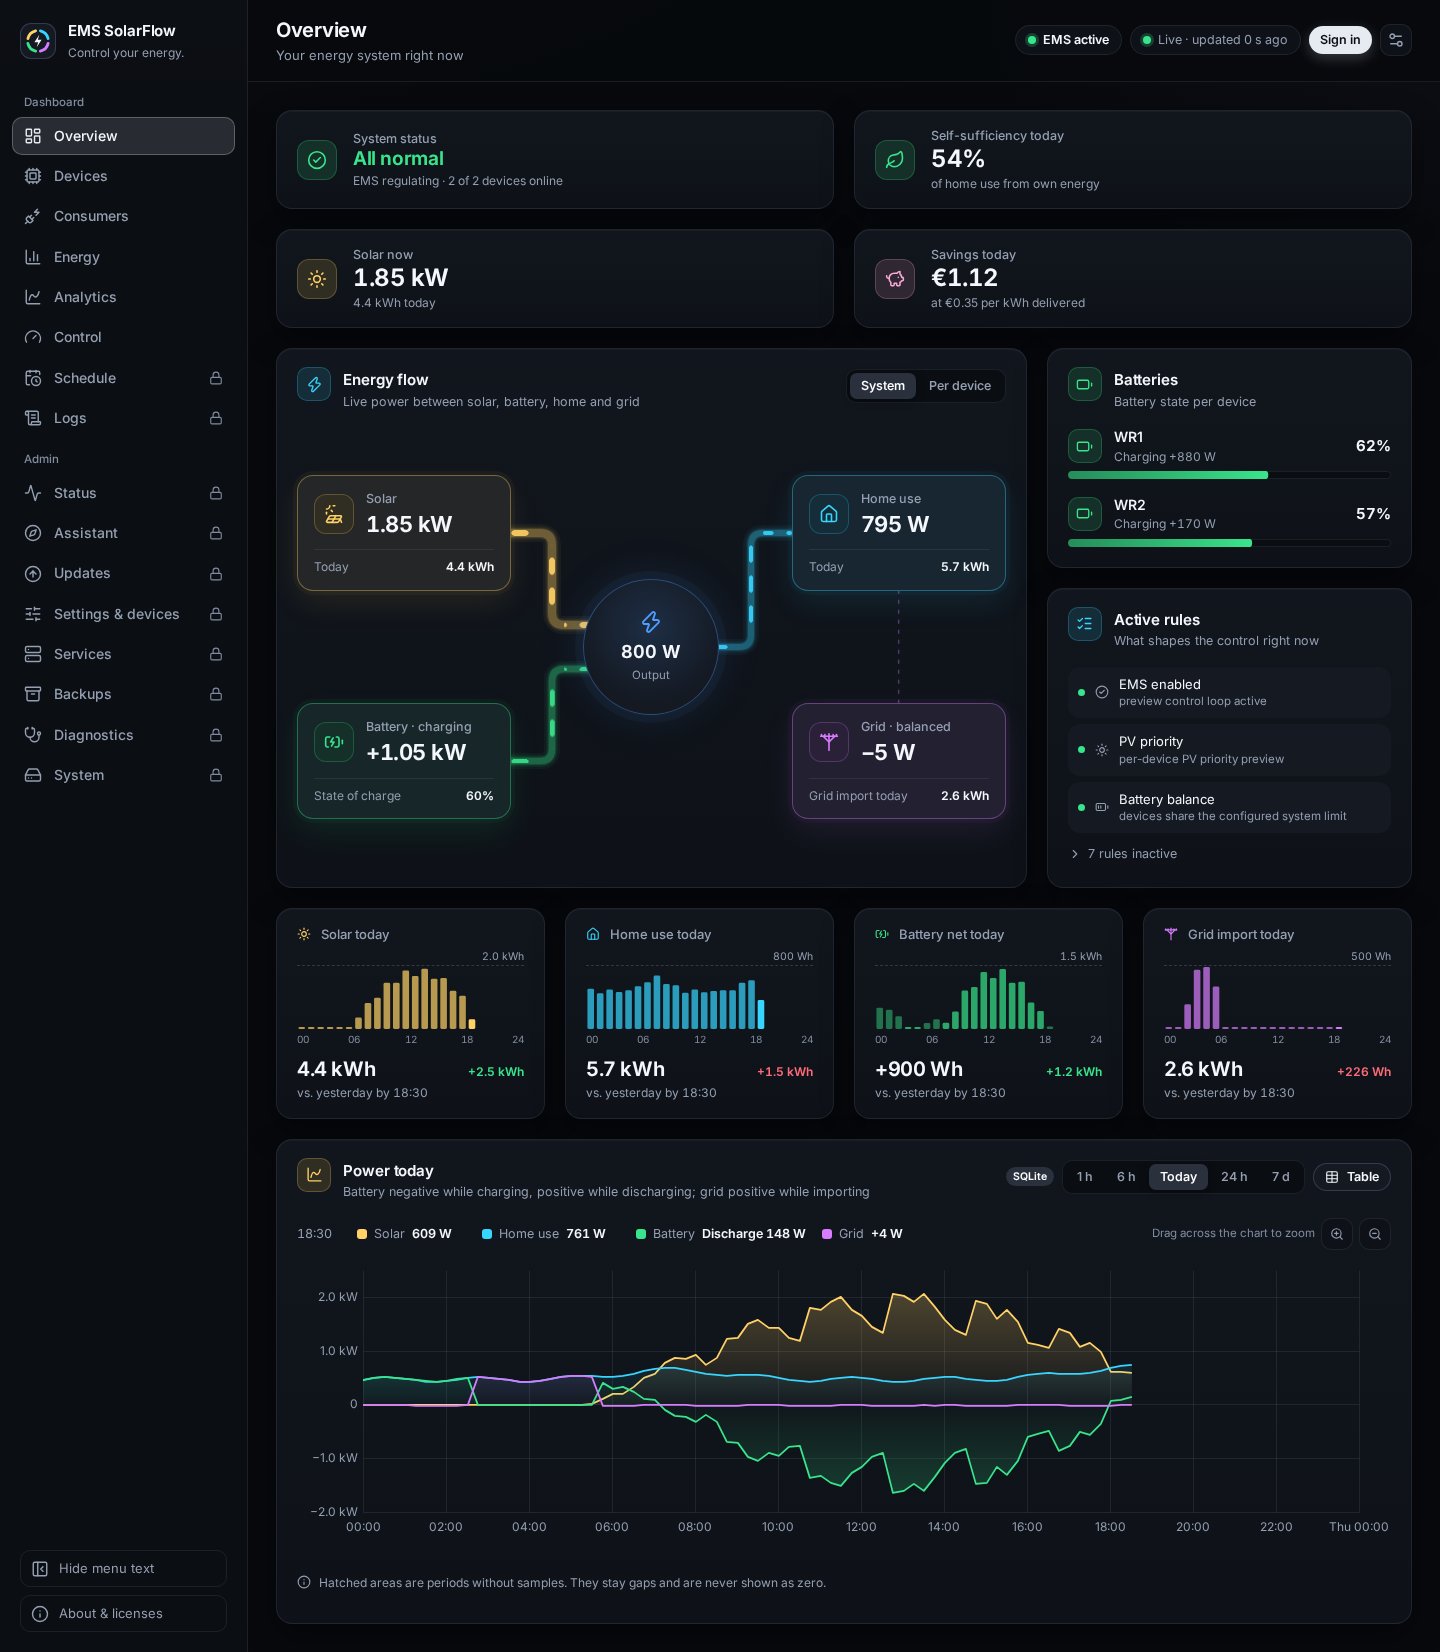 EMS SolarFlow
Control your energy.
Dashboard
Overview
Devices
Consumers
Energy
Analytics
Control
Schedule
Logs
Admin
Status
Assistant
Updates
Settings & devices
Services
Backups
Diagnostics
System
Hide menu text
About & licenses
Overview
Your energy system right now
EMS active
Live · updated 0 s ago
Sign in
System status
All normal
EMS regulating · 2 of 2 devices online
Self-sufficiency today
54%
of home use from own energy
Solar now
1.85 kW
4.4 kWh today
Savings today
€1.12
at €0.35 per kWh delivered
Energy flow
Live power between solar, battery, home and grid
System
Per device
Solar
1.85 kW
Today 4.4 kWh
Home use
795 W
Today 5.7 kWh
800 W
Output
Battery · charging
+1.05 kW
State of charge 60%
Grid · balanced
−5 W
Grid import today 2.6 kWh
Batteries
Battery state per device
WR1
Charging +880 W
62%
WR2
Charging +170 W
57%
Active rules
What shapes the control right now
EMS enabled
preview control loop active
PV priority
per-device PV priority preview
Battery balance
devices share the configured system limit
7 rules inactive
Solar today
2.0 kWh
00 06 12 18 24
4.4 kWh +2.5 kWh
vs. yesterday by 18:30
Home use today
800 Wh
00 06 12 18 24
5.7 kWh +1.5 kWh
vs. yesterday by 18:30
Battery net today
1.5 kWh
00 06 12 18 24
+900 Wh +1.2 kWh
vs. yesterday by 18:30
Grid import today
500 Wh
00 06 12 18 24
2.6 kWh +226 Wh
vs. yesterday by 18:30
Power today
Battery negative while charging, positive while discharging; grid positive while importing
SQLite 1 h 6 h Today 24 h 7 d Table
18:30 Solar 609 W Home use 761 W Battery Discharge 148 W Grid +4 W
Drag across the chart to zoom
2.0 kW
1.0 kW
0
−1.0 kW
−2.0 kW
00:00 02:00 04:00 06:00 08:00 10:00 12:00 14:00 16:00 18:00 20:00 22:00 Thu 00:00
Hatched areas are periods without samples. They stay gaps and are never shown as zero.